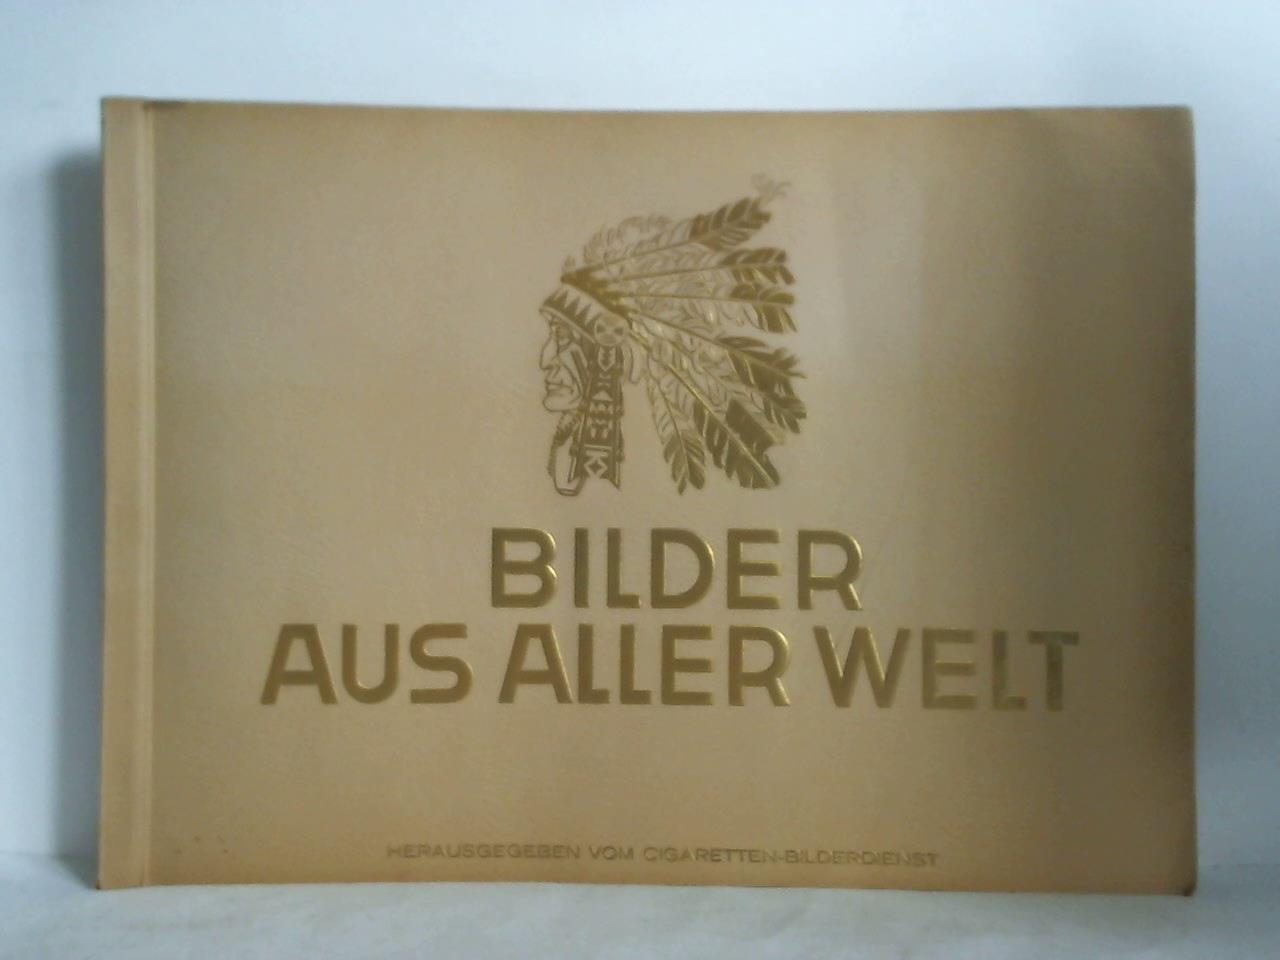 BILDER
AUS ALLER WELT
HERAUSGEGEBEN VOM CIGARETTEN-BILDERDIENST